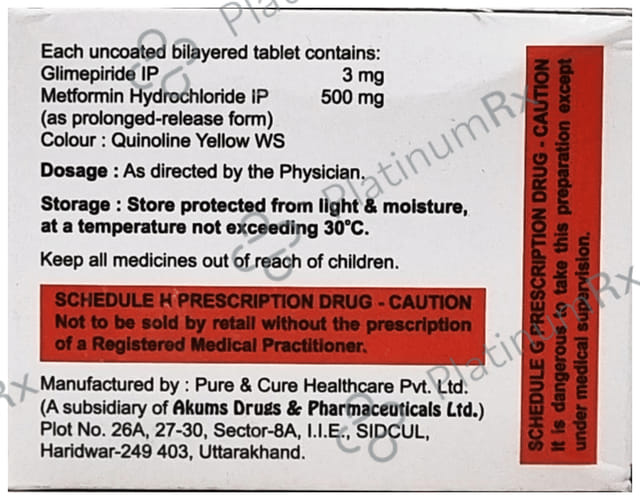 Each uncoated bilayered tablet contains:
Glimepiride IP 3 mg
Metformin Hydrochloride IP 500 mg
(as prolonged-release form)
Colour : Quinoline Yellow WS
Dosage : As directed by the Physician.
Storage : Store protected from light & moisture,
at a temperature not exceeding 30°C.
Keep all medicines out of reach of children.
SCHEDULE H PRESCRIPTION DRUG - CAUTION
Not to be sold by retail without the prescription
of a Registered Medical Practitioner.
Manufactured by : Pure & Cure Healthcare Pvt. Ltd.
(A subsidiary of Akums Drugs & Pharmaceuticals Ltd.)
Plot No. 26A, 27-30, Sector-8A, I.I.E., SIDCUL,
Haridwar-249 403, Uttarakhand.
SCHEDULE G PRESCRIPTION DRUG - CAUTION
It is dangerous to take this preparation except
under medical supervision.
PlatinumRx
PlatinumRx
PlatinumRx
Rx